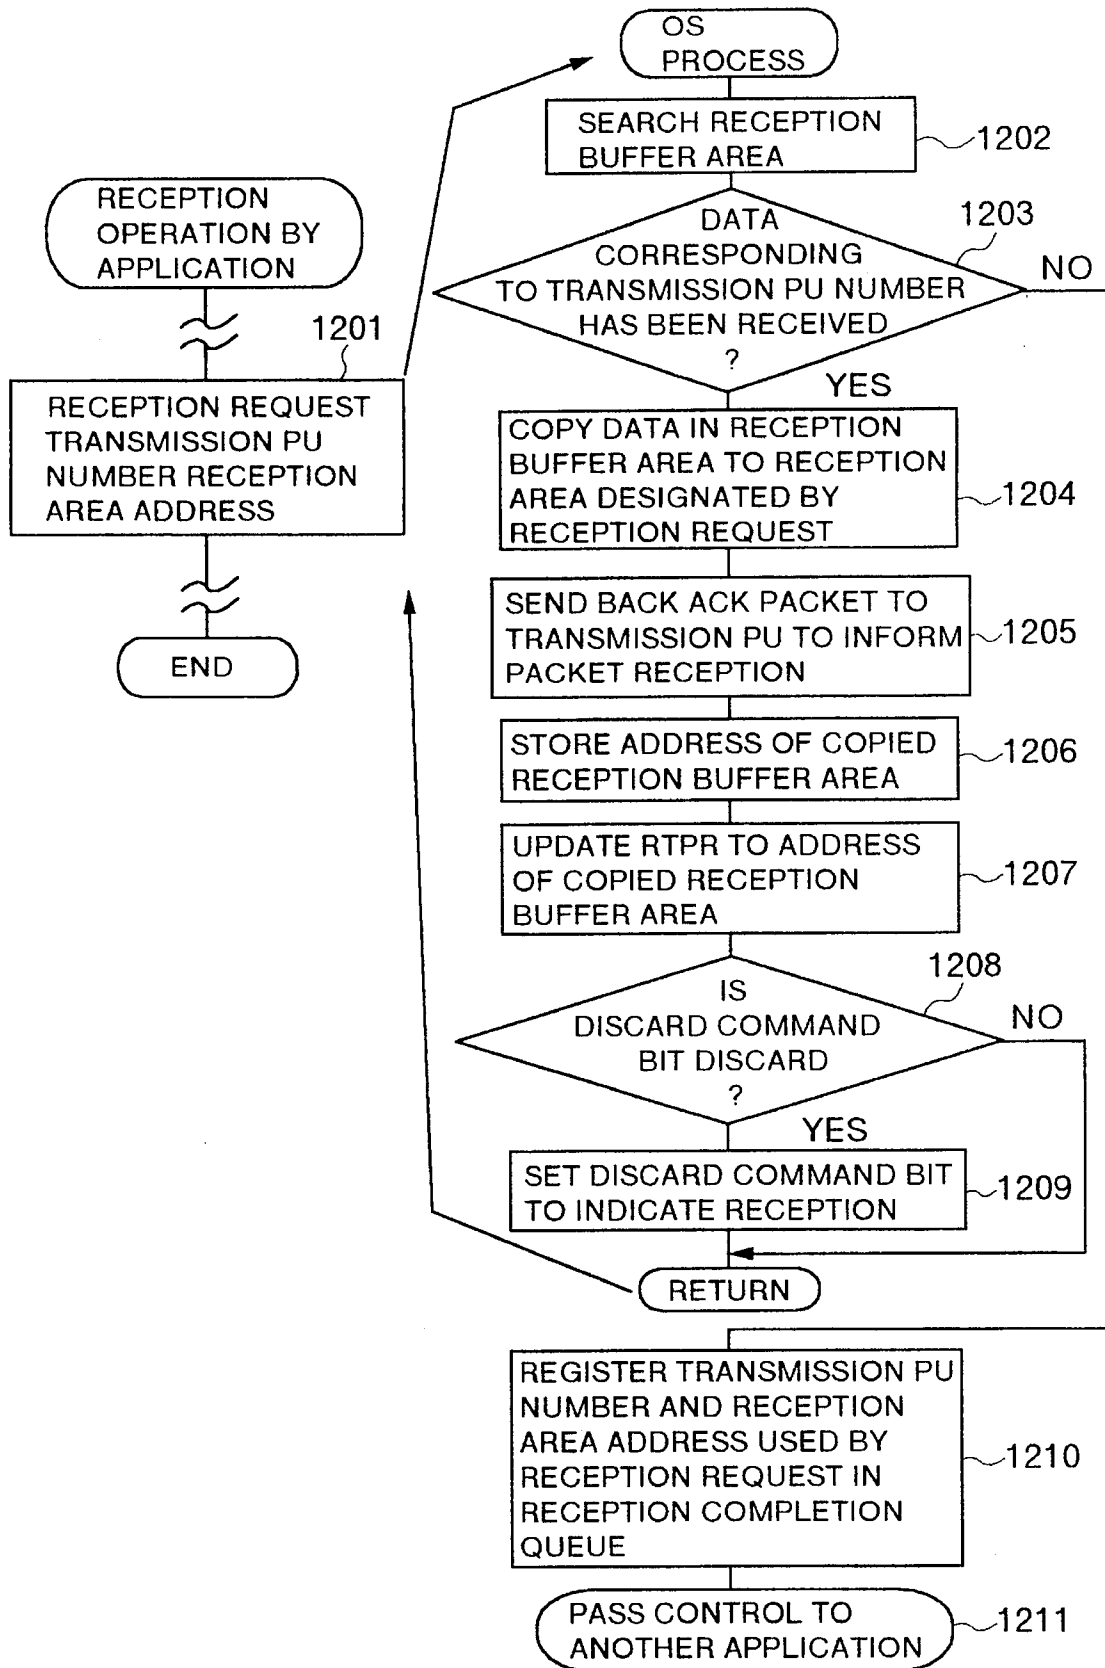 RECEPTION
OPERATION BY
APPLICATION
1201
RECEPTION REQUEST
TRANSMISSION PU
NUMBER RECEPTION
AREA ADDRESS
END
OS
PROCESS
SEARCH RECEPTION
BUFFER AREA
1202
DATA
CORRESPONDING
TO TRANSMISSION PU NUMBER
HAS BEEN RECEIVED
?
1203
NO
YES
COPY DATA IN RECEPTION
BUFFER AREA TO RECEPTION
AREA DESIGNATED BY
RECEPTION REQUEST
1204
SEND BACK ACK PACKET TO
TRANSMISSION PU TO INFORM
PACKET RECEPTION
1205
STORE ADDRESS OF COPIED
RECEPTION BUFFER AREA
1206
UPDATE RTPR TO ADDRESS
OF COPIED RECEPTION
BUFFER AREA
1207
IS
DISCARD COMMAND
BIT DISCARD
?
1208
NO
YES
SET DISCARD COMMAND BIT
TO INDICATE RECEPTION
1209
RETURN
REGISTER TRANSMISSION PU
NUMBER AND RECEPTION
AREA ADDRESS USED BY
RECEPTION REQUEST IN
RECEPTION COMPLETION
QUEUE
1210
PASS CONTROL TO
ANOTHER APPLICATION
1211